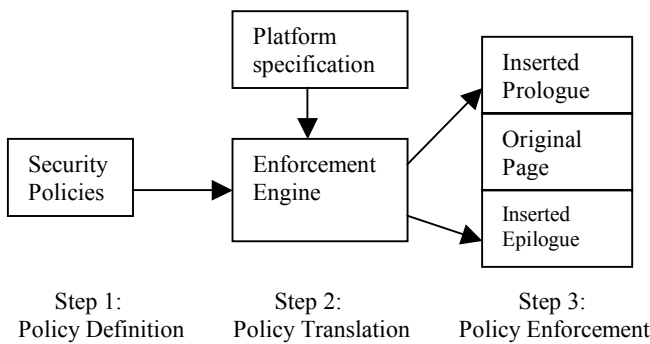 Platform
specification
Inserted
Prologue
Original
Page
Security
Policies
Enforcement
Engine
Inserted
Epilogue
Step 1:
Policy Definition
Step 2:
Policy Translation
Step 3:
Policy Enforcement